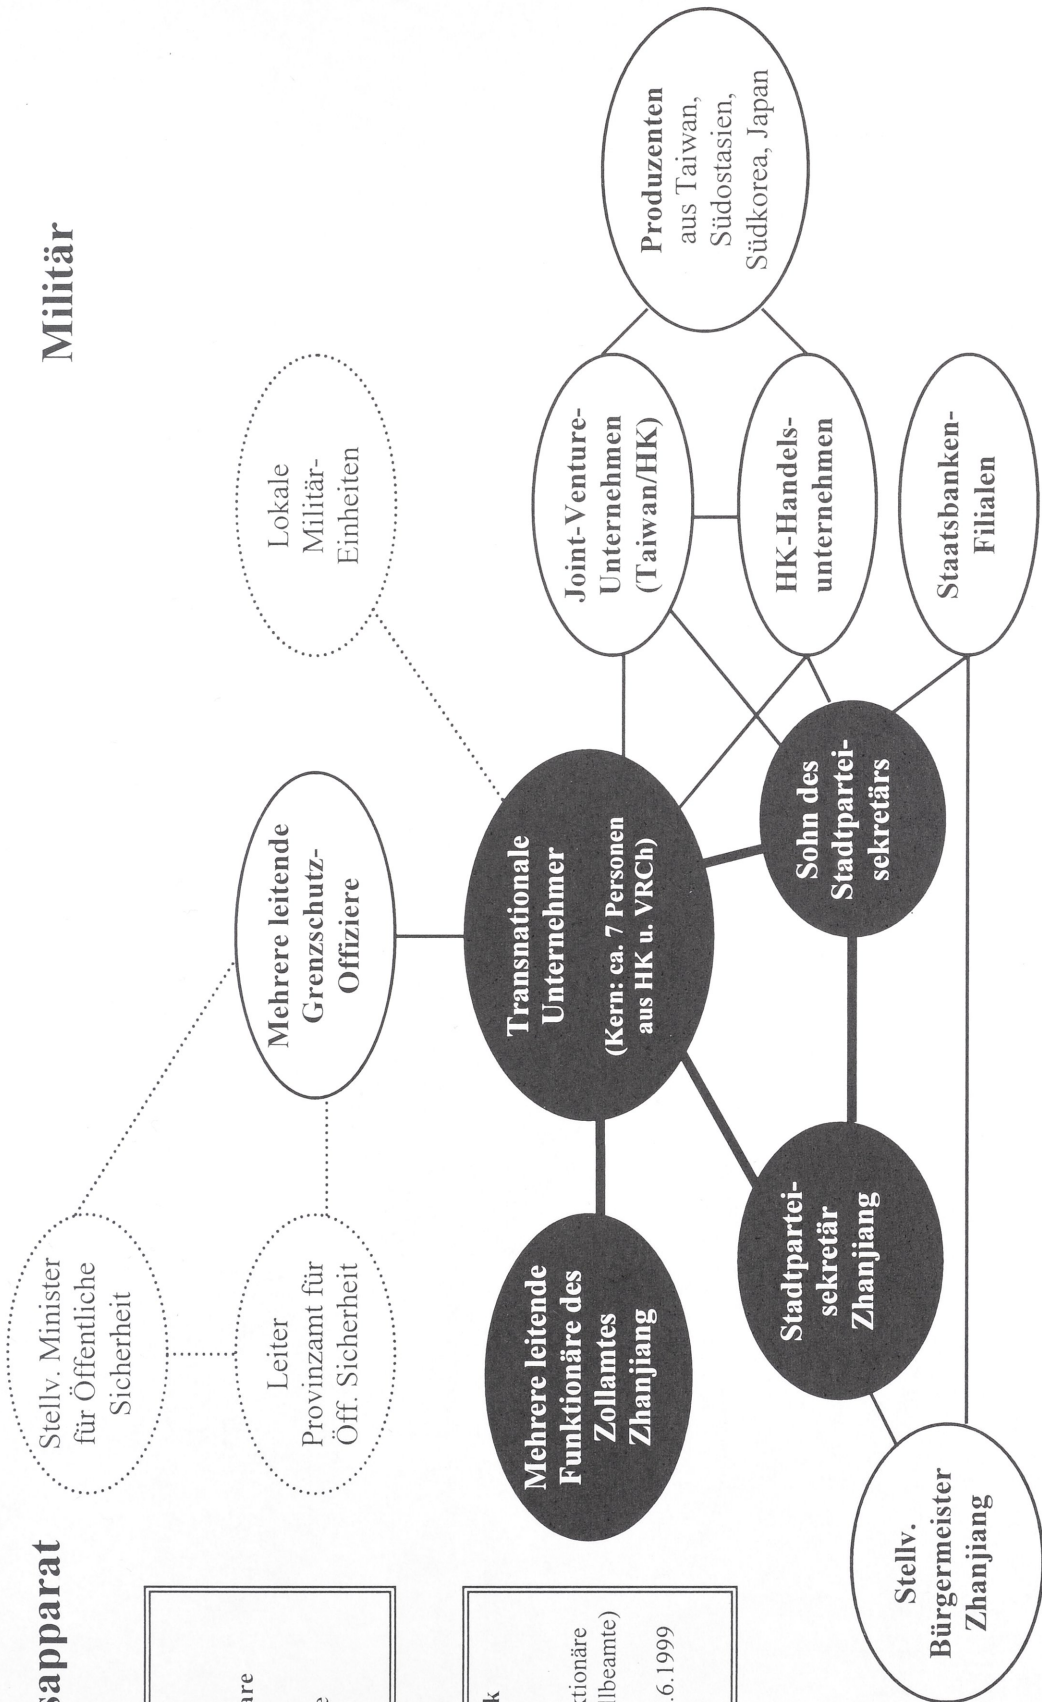 sapparat
Militär
Stellv. Minister
für Öffentliche
Sicherheit
are
e
Leiter
Provinzamt für
Öff. Sicherheit
Mehrere leitende
Grenzschutz-
Offiziere
Lokale
Militär-
Einheiten
k
ktionäre
llbeamte)
.6.1999
Mehrere leitende
Funktionäre des
Zollamtes
Zhanjiang
Transnationale
Unternehmer
(Kern: ca. 7 Personen
aus HK u. VRCh)
Joint-Venture-
Unternehmen
(Taiwan/HK)
Produzenten
aus Taiwan,
Südostasien,
Südkorea, Japan
Stadtpartei-
sekretär
Zhanjiang
Sohn des
Stadtpartei-
sekretärs
HK-Handels-
unternehmen
Stellv.
Bürgermeister
Zhanjiang
Staatsbanken-
Filialen